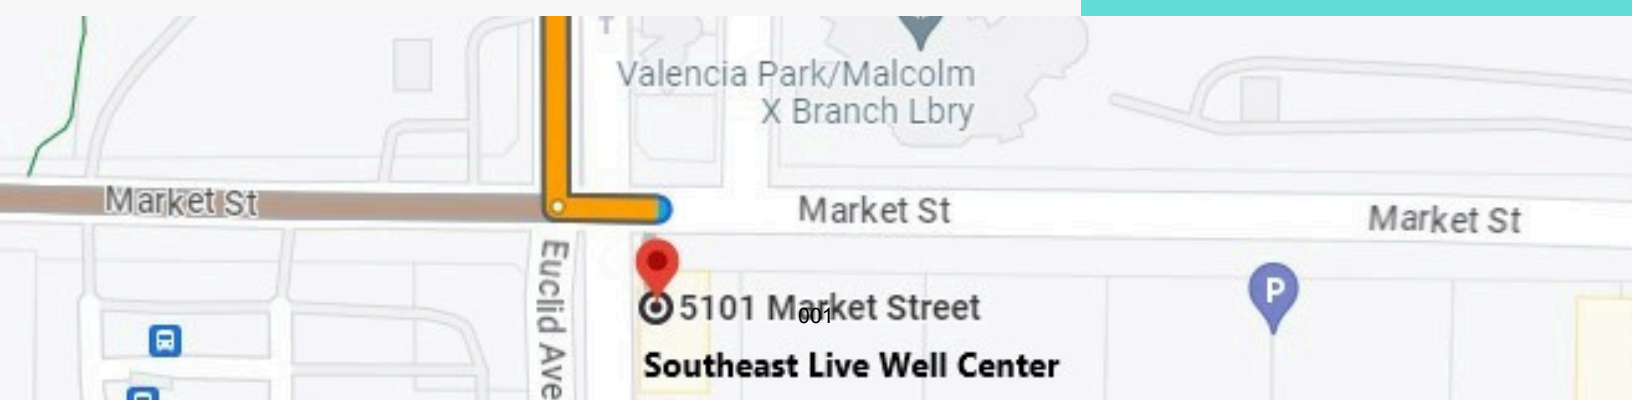 T
Valencia Park/Malcolm
X Branch Lbry
Market St
Market St
Market St
Euclid Ave
P
5101 Market Street
001
Southeast Live Well Center